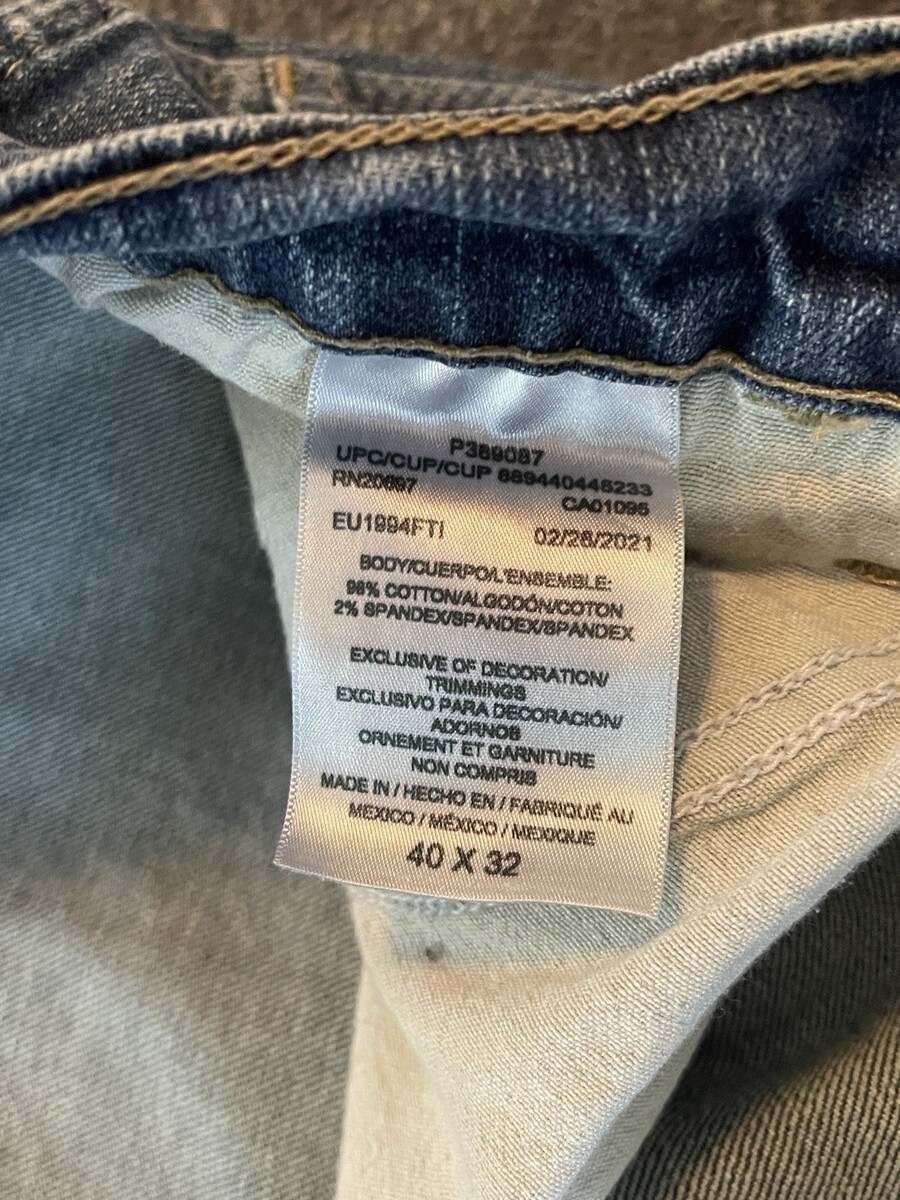 P389087
UPC/CUP/CUP 889440446233
RN20697
CA01095
EU1994FTI 02/26/2021
BODY/CUERPO/L'ENSEMBLE:
98% COTTON/ALGODÓN/COTON
2% SPANDEX/SPANDEX/SPANDEX
EXCLUSIVE OF DECORATION/
TRIMMINGS
EXCLUSIVO PARA DECORACIÓN/
ADORNOS
ORNEMENT ET GARNITURE
NON COMPRIS
MADE IN / HECHO EN / FABRIQUÉ AU
MEXICO / MÉXICO / MEXIQUE
40 X 32